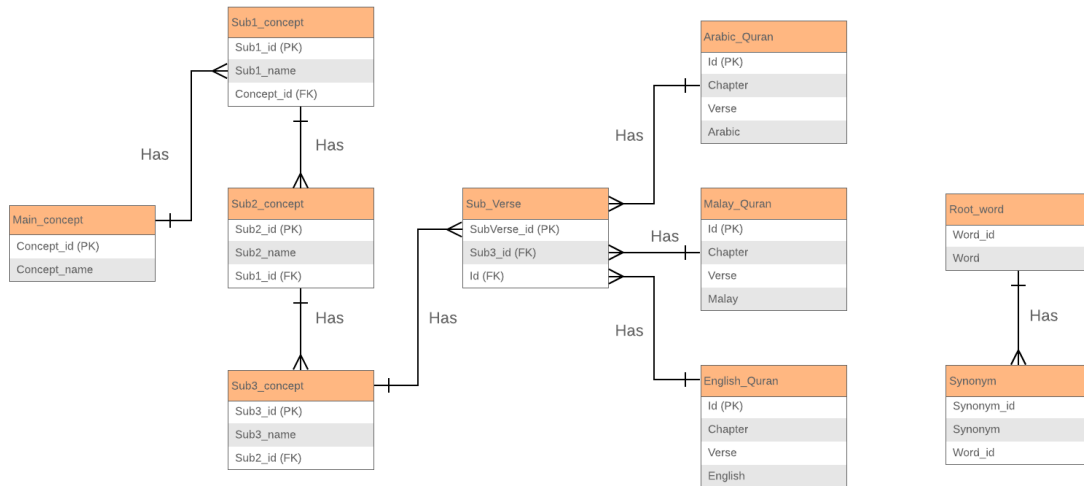 Sub1_concept
Sub1_id (PK)
Sub1_name
Concept_id (FK)
Has
Has
Main_concept
Concept_id (PK)
Concept_name
Sub2_concept
Sub2_id (PK)
Sub2_name
Sub1_id (FK)
Has
Sub3_concept
Sub3_id (PK)
Sub3_name
Sub2_id (FK)
Has
Sub_Verse
SubVerse_id (PK)
Sub3_id (FK)
Id (FK)
Has
Has
Has
Arabic_Quran
Id (PK)
Chapter
Verse
Arabic
Malay_Quran
Id (PK)
Chapter
Verse
Malay
English_Quran
Id (PK)
Chapter
Verse
English
Root_word
Word_id
Word
Has
Synonym
Synonym_id
Synonym
Word_id